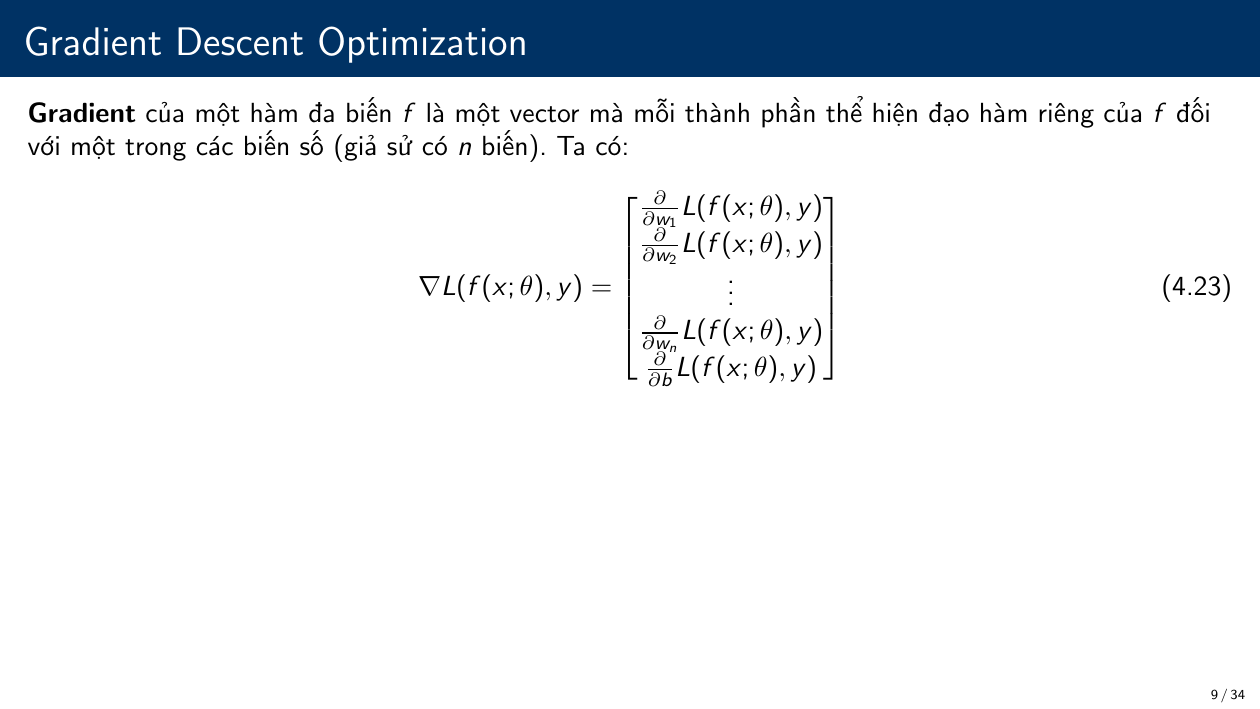 Gradient Descent Optimization
Gradient của một hàm đa biến f là một vector mà mỗi thành phần thể hiện đạo hàm riêng của f đối
với một trong các biến số (giả sử có n biến). Ta có:
∂/∂w₁ L(f(x; θ), y)
∂/∂w₂ L(f(x; θ), y)
∇L(f(x; θ), y) = ⋮ (4.23)
∂/∂wₙ L(f(x; θ), y)
∂/∂b L(f(x; θ), y)
9 / 34